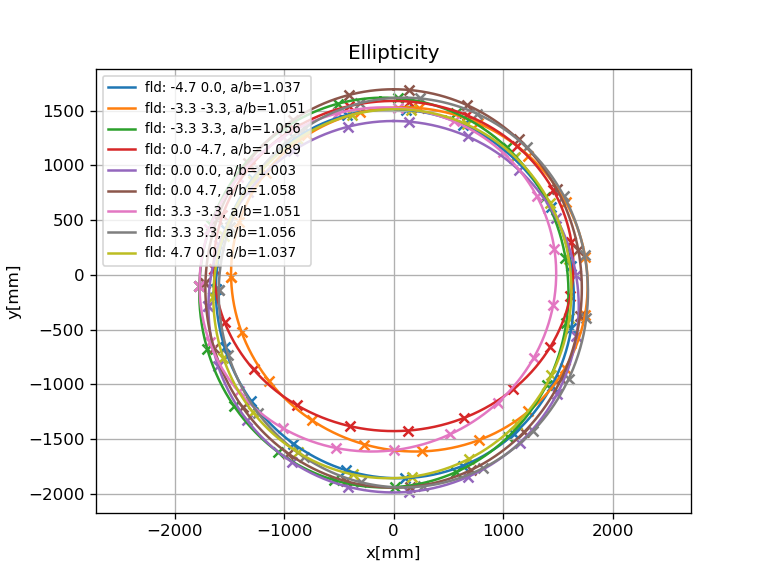 Ellipticity
fld: -4.7 0.0, a/b=1.037
fld: -3.3 -3.3, a/b=1.051
fld: -3.3 3.3, a/b=1.056
fld: 0.0 -4.7, a/b=1.089
fld: 0.0 0.0, a/b=1.003
fld: 0.0 4.7, a/b=1.058
fld: 3.3 -3.3, a/b=1.051
fld: 3.3 3.3, a/b=1.056
fld: 4.7 0.0, a/b=1.037
1500
1000
500
0
−500
−1000
−1500
−2000
y[mm]
−2000 −1000 0 1000 2000
x[mm]